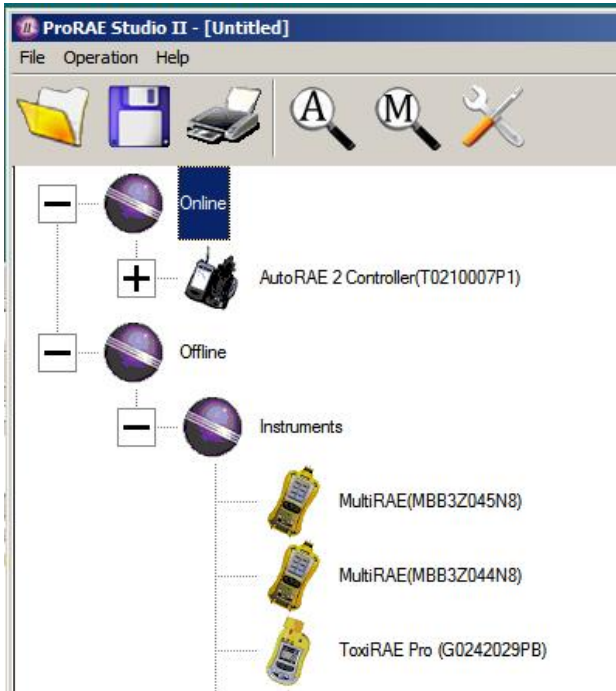 ProRAE Studio II - [Untitled]
File Operation Help
A M
Online
AutoRAE 2 Controller(T0210007P1)
Offline
Instruments
MultiRAE(MBB3Z045N8)
MultiRAE(MBB3Z044N8)
ToxiRAE Pro (G0242029PB)